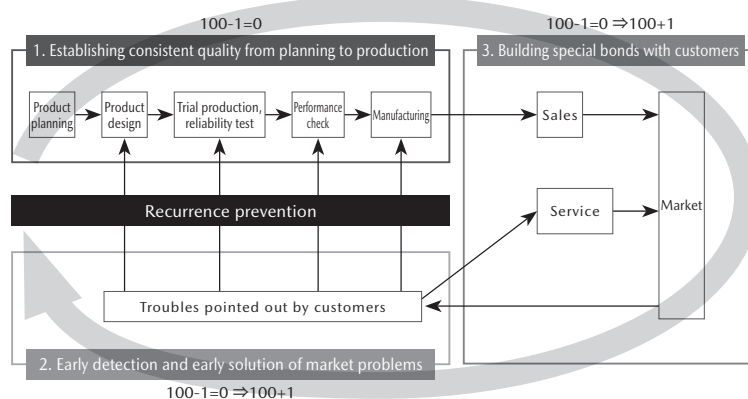 100-1=0
1. Establishing consistent quality from planning to production
Product
planning
Product
design
Trial production,
reliability test
Performance
check
Manufacturing
Recurrence prevention
Troubles pointed out by customers
2. Early detection and early solution of market problems
100-1=0 ⇒100+1
100-1=0 ⇒100+1
3. Building special bonds with customers
Sales
Service
Market